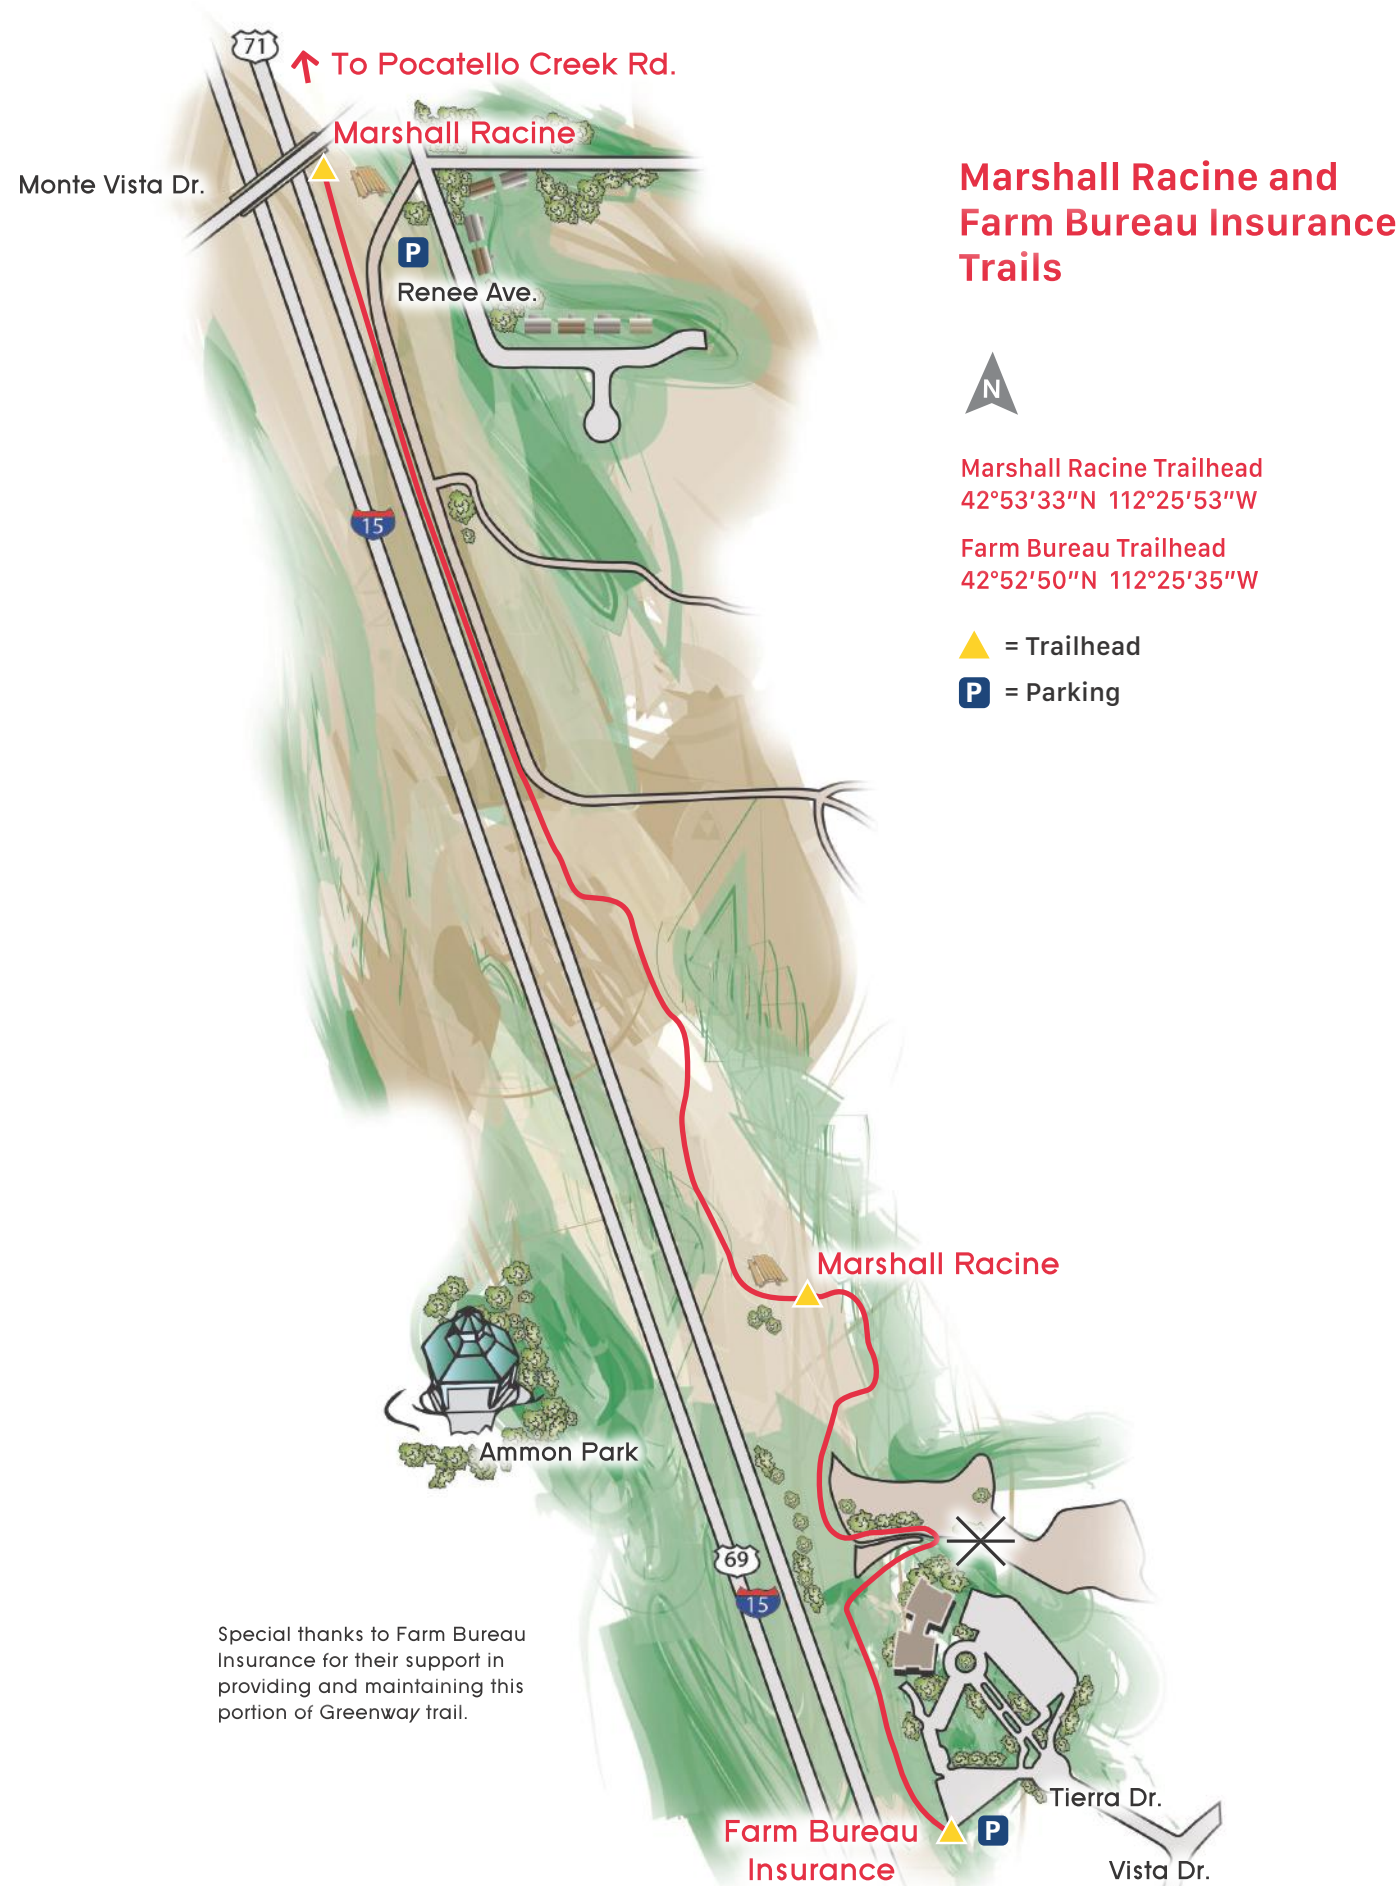 71
To Pocatello Creek Rd.
Marshall Racine
Monte Vista Dr.
P
Renee Ave.
Marshall Racine and
Farm Bureau Insurance
Trails
N
Marshall Racine Trailhead
42°53′33″N 112°25′53″W
Farm Bureau Trailhead
42°52′50″N 112°25′35″W
= Trailhead
P = Parking
15
Marshall Racine
Ammon Park
69
15
Special thanks to Farm Bureau
Insurance for their support in
providing and maintaining this
portion of Greenway trail.
Tierra Dr.
Farm Bureau
Insurance
P
Vista Dr.